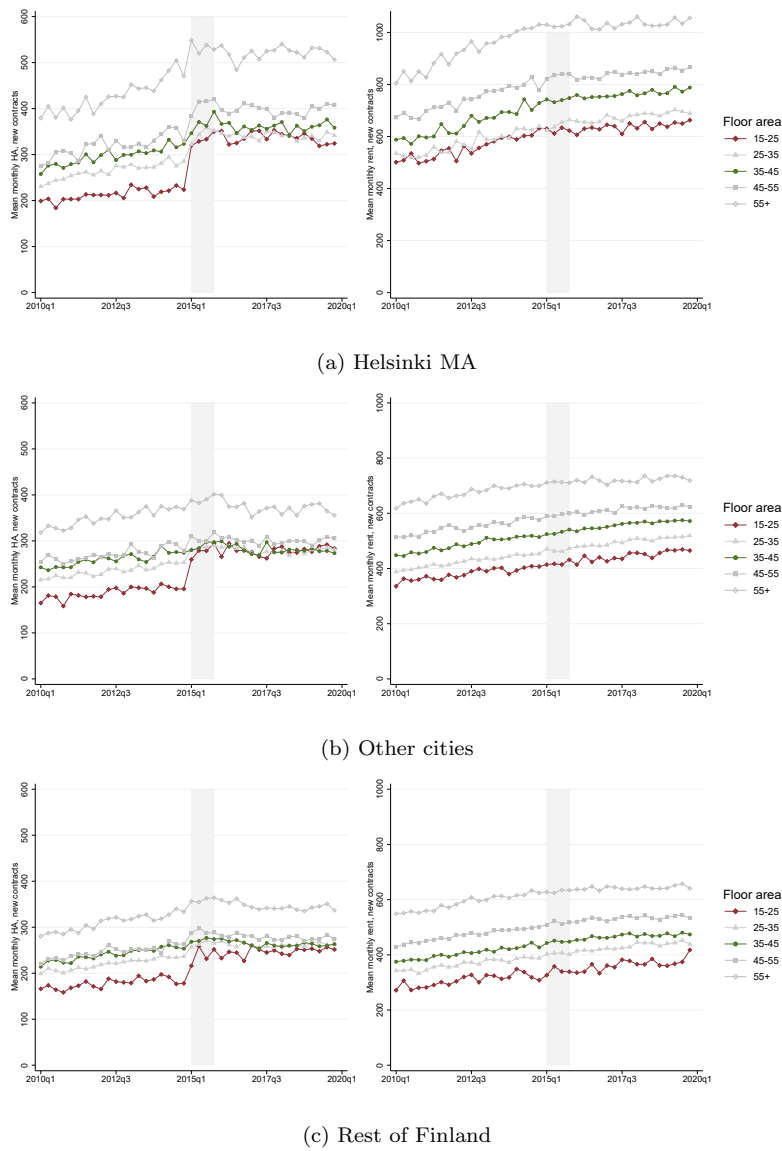 Mean monthly HA, new contracts
0
100
200
300
400
500
600
2010q1
2012q3
2015q1
2017q3
2020q1
Mean monthly rent, new contracts
0
200
400
600
800
1000
2010q1
2012q3
2015q1
2017q3
2020q1
Floor area
15-25
25-35
35-45
45-55
55+
(a) Helsinki MA
Mean monthly HA, new contracts
0
100
200
300
400
500
600
2010q1
2012q3
2015q1
2017q3
2020q1
Mean monthly rent, new contracts
0
200
400
600
800
1000
2010q1
2012q3
2015q1
2017q3
2020q1
Floor area
15-25
25-35
35-45
45-55
55+
(b) Other cities
Mean monthly HA, new contracts
0
100
200
300
400
500
600
2010q1
2012q3
2015q1
2017q3
2020q1
Mean monthly rent, new contracts
0
200
400
600
800
1000
2010q1
2012q3
2015q1
2017q3
2020q1
Floor area
15-25
25-35
35-45
45-55
55+
(c) Rest of Finland